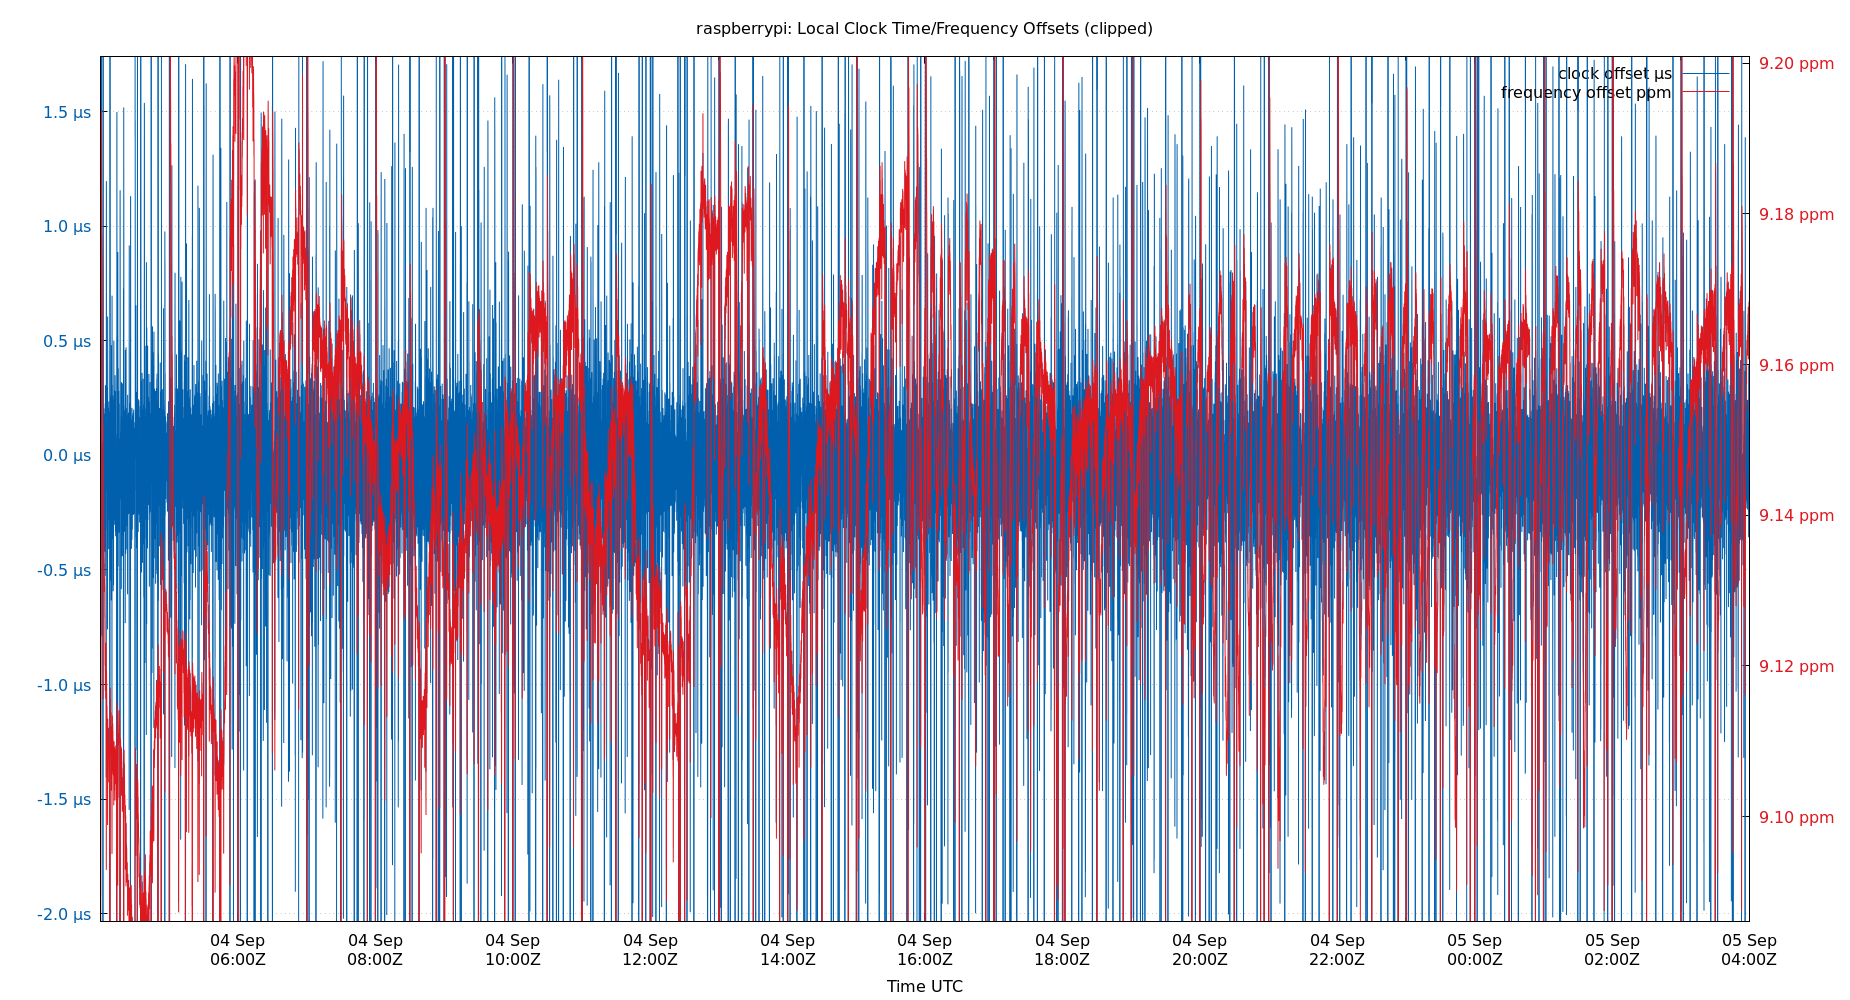 raspberrypi: Local Clock Time/Frequency Offsets (clipped)
clock offset µs
frequency offset ppm
1.5 µs
1.0 µs
0.5 µs
0.0 µs
-0.5 µs
-1.0 µs
-1.5 µs
-2.0 µs
9.20 ppm
9.18 ppm
9.16 ppm
9.14 ppm
9.12 ppm
9.10 ppm
04 Sep 04 Sep 04 Sep 04 Sep 04 Sep 04 Sep 04 Sep 04 Sep 04 Sep 05 Sep 05 Sep 05 Sep
06:00Z 08:00Z 10:00Z 12:00Z 14:00Z 16:00Z 18:00Z 20:00Z 22:00Z 00:00Z 02:00Z 04:00Z
Time UTC